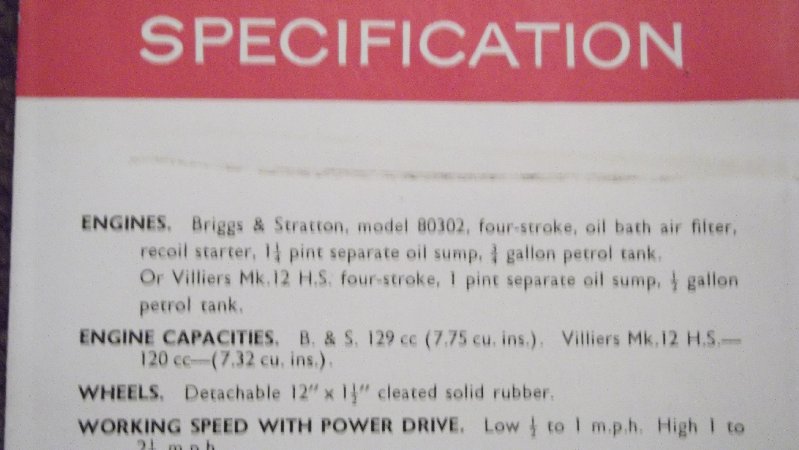 SPECIFICATION
ENGINES. Briggs & Stratton, model 80302, four-stroke, oil bath air filter,
recoil starter, 1¼ pint separate oil sump, ¾ gallon petrol tank.
Or Villiers Mk.12 H.S. four-stroke, 1 pint separate oil sump, ½ gallon
petrol tank.
ENGINE CAPACITIES. B. & S. 129 cc (7.75 cu. ins.). Villiers Mk.12 H.S.—
120 cc—(7.32 cu. ins.).
WHEELS. Detachable 12″ x 1½″ cleated solid rubber.
WORKING SPEED WITH POWER DRIVE. Low ½ to 1 m.p.h. High 1 to
m.p.h.